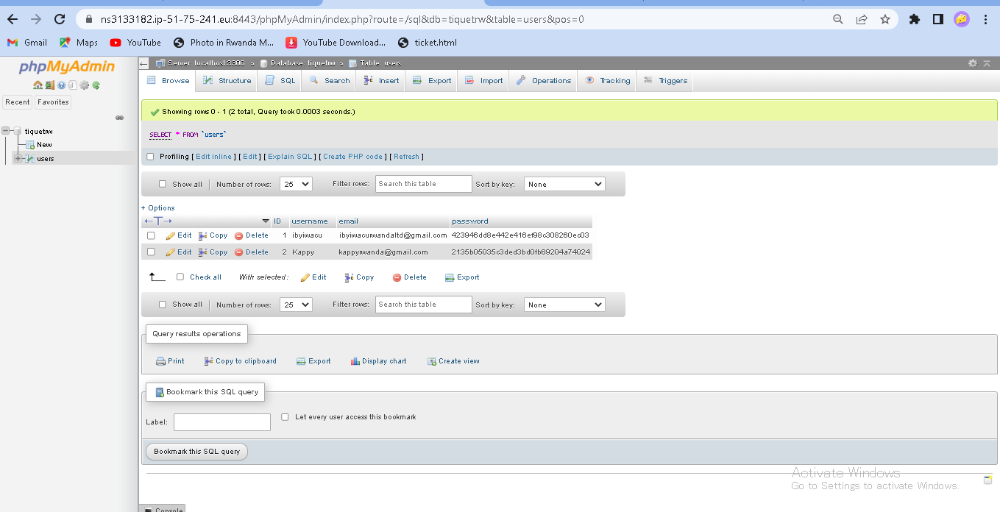 ns3133182.ip-51-75-241.eu:8443/phpMyAdmin/index.php?route=/sql&db=tiquetrw&table=users&pos=0
Gmail Maps YouTube Photo in Rwanda M... YouTube Download... ticket.html
phpMyAdmin
Server: localhost:3306 » Database: tiquetrw » Table: users
Browse Structure SQL Search Insert Export Import Operations Tracking Triggers
Recent Favorites
tiquetrw
New
users
Showing rows 0 - 1 (2 total, Query took 0.0003 seconds.)
SELECT * FROM `users`
Profiling [ Edit inline ] [ Edit ] [ Explain SQL ] [ Create PHP code ] [ Refresh ]
Show all Number of rows: 25 Filter rows: Search this table Sort by key: None
+ Options
←T→ ID username email password
Edit Copy Delete 1 ibyiwacu ibyiwacurwandaltd@gmail.com 423946dd8e442e416ef98c308260ec03
Edit Copy Delete 2 Kappy kappyrwanda@gmail.com 2135b05035c3ded3bd0fb69204a74024
Check all With selected: Edit Copy Delete Export
Show all Number of rows: 25 Filter rows: Search this table Sort by key: None
Query results operations
Print Copy to clipboard Export Display chart Create view
Bookmark this SQL query
Label: Let every user access this bookmark
Bookmark this SQL query
Activate Windows
Go to Settings to activate Windows.
Console